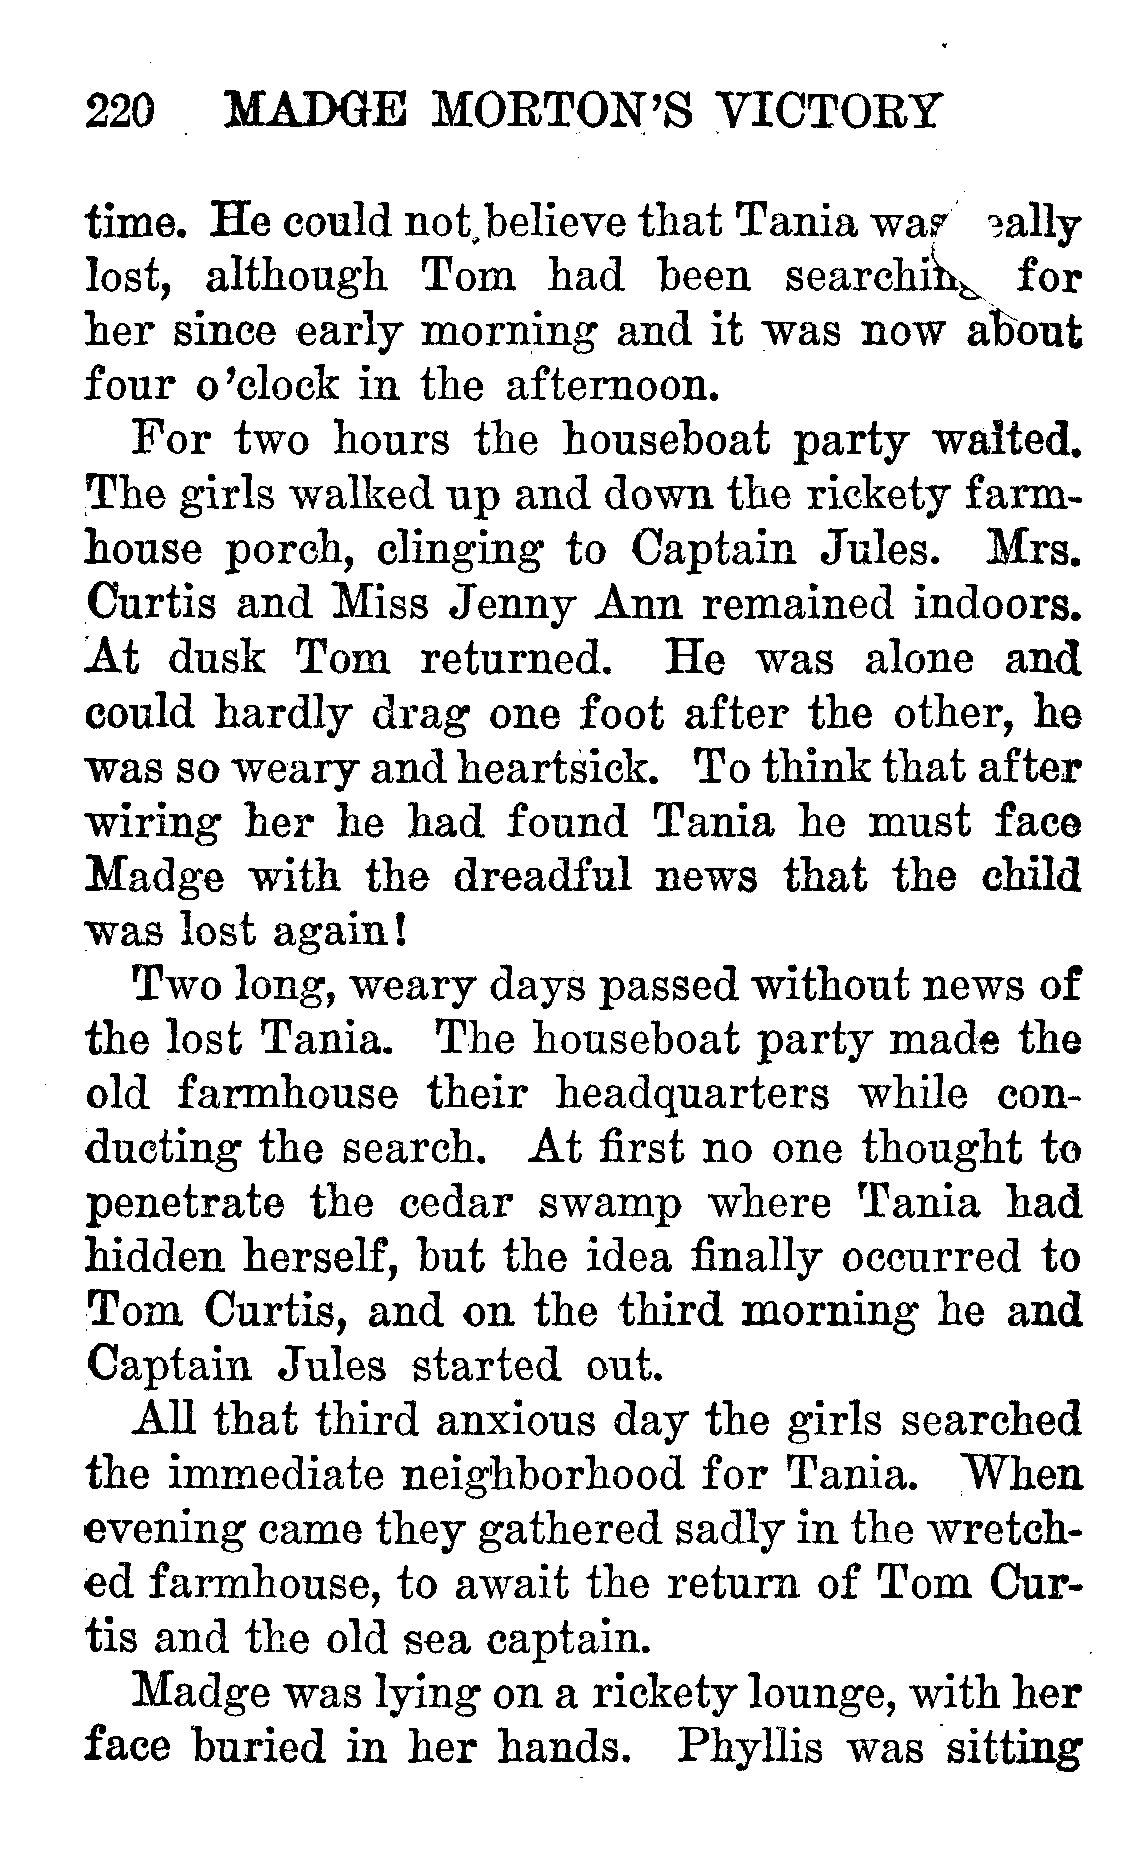 220 MADGE MORTON'S VICTORY
time. He could not believe that Tania was really
lost, although Tom had been searching for
her since early morning and it was now about
four o'clock in the afternoon.
For two hours the houseboat party waited.
The girls walked up and down the rickety farm-
house porch, clinging to Captain Jules. Mrs.
Curtis and Miss Jenny Ann remained indoors.
At dusk Tom returned. He was alone and
could hardly drag one foot after the other, he
was so weary and heartsick. To think that after
wiring her he had found Tania he must face
Madge with the dreadful news that the child
was lost again!
Two long, weary days passed without news of
the lost Tania. The houseboat party made the
old farmhouse their headquarters while con-
ducting the search. At first no one thought to
penetrate the cedar swamp where Tania had
hidden herself, but the idea finally occurred to
Tom Curtis, and on the third morning he and
Captain Jules started out.
All that third anxious day the girls searched
the immediate neighborhood for Tania. When
evening came they gathered sadly in the wretch-
ed farmhouse, to await the return of Tom Cur-
tis and the old sea captain.
Madge was lying on a rickety lounge, with her
face buried in her hands. Phyllis was sitting